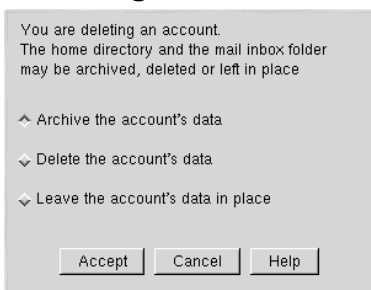 You are deleting an account.
The home directory and the mail inbox folder
may be archived, deleted or left in place
Archive the account's data
Delete the account's data
Leave the account's data in place
Accept Cancel Help